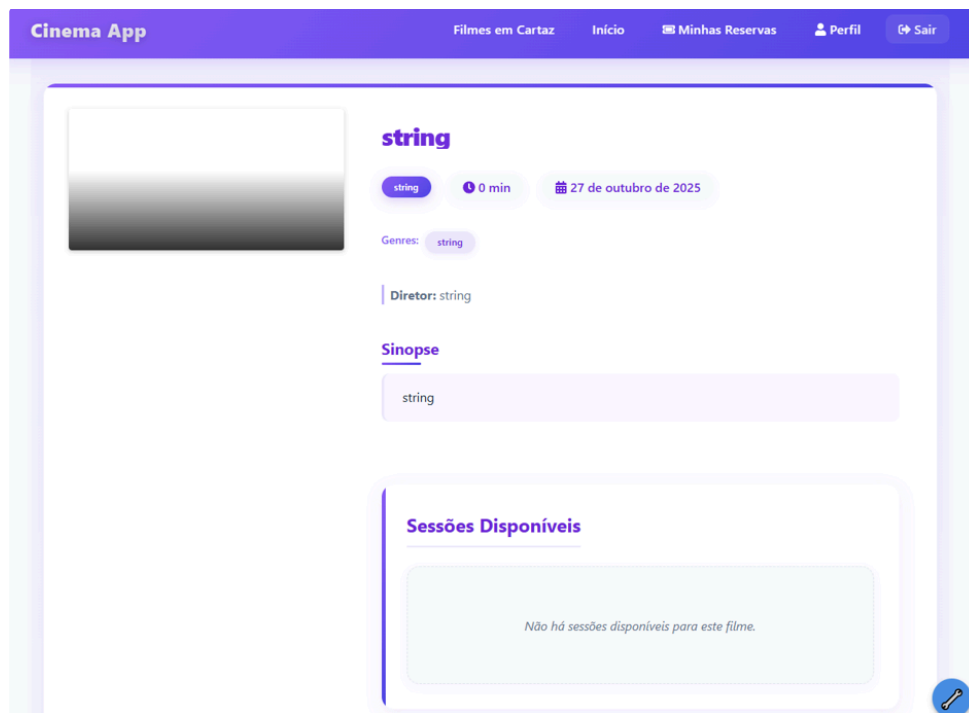 Cinema App
Filmes em Cartaz Início Minhas Reservas Perfil Sair
string
string 0 min 27 de outubro de 2025
Genres: string
Diretor: string
Sinopse
string
Sessões Disponíveis
Não há sessões disponíveis para este filme.